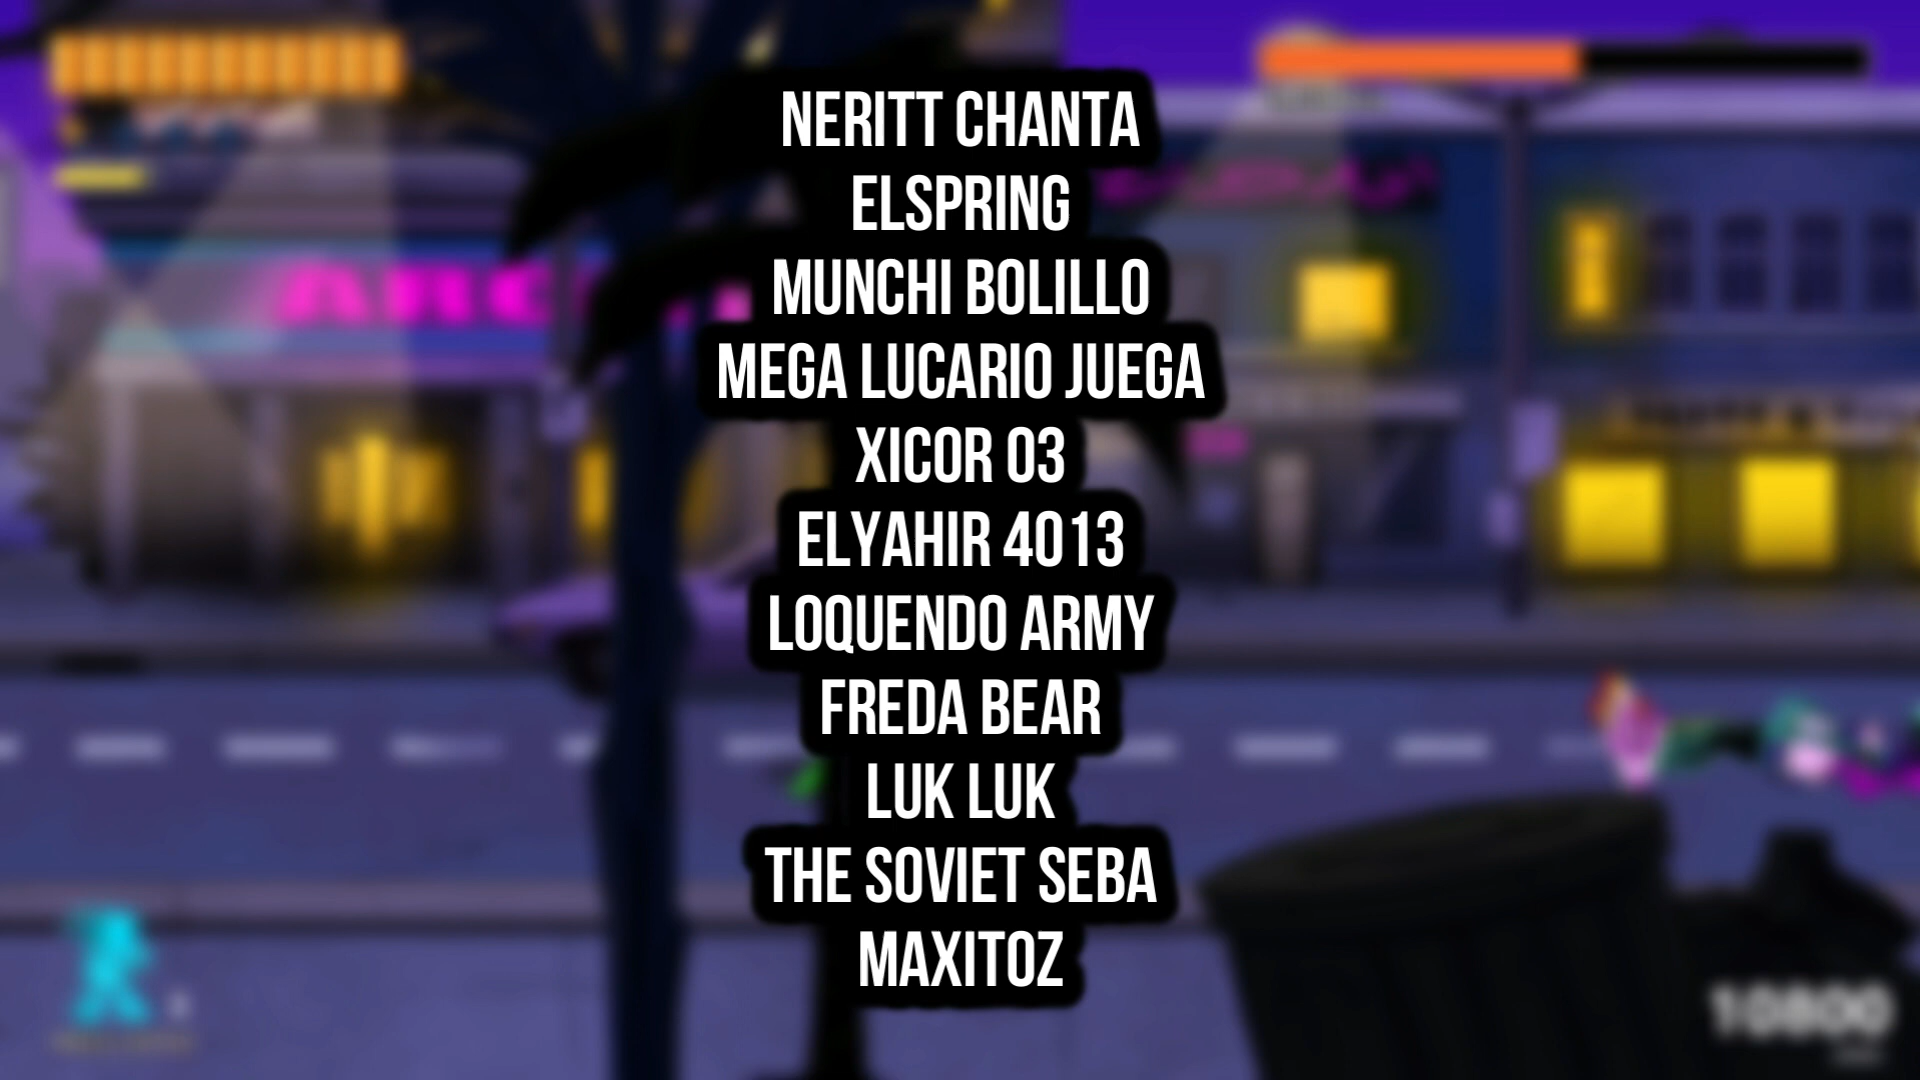 NERITT CHANTA
ELSPRING
MUNCHI BOLILLO
MEGA LUCARIO JUEGA
XICOR 03
ELYAHIR 4013
LOQUENDO ARMY
FREDA BEAR
LUK LUK
THE SOVIET SEBA
MAXITOZ
10800